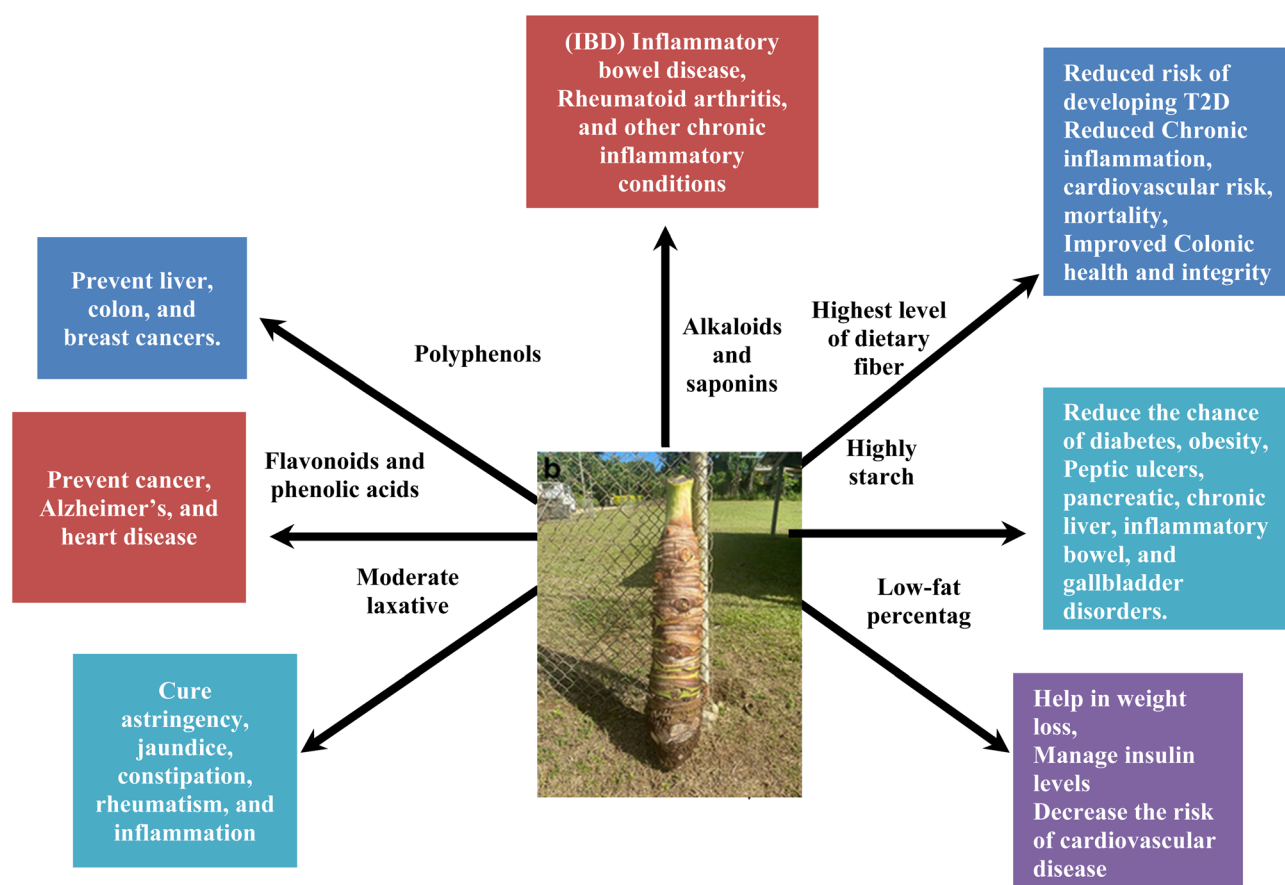 (IBD) Inflammatory
bowel disease,
Rheumatoid arthritis,
and other chronic
inflammatory
conditions
Reduced risk of
developing T2D
Reduced Chronic
inflammation,
cardiovascular risk,
mortality,
Improved Colonic
health and integrity
Prevent liver,
colon, and
breast cancers.
Polyphenols
Alkaloids
and
saponins
Highest level
of dietary
fiber
Prevent cancer,
Alzheimer's, and
heart disease
Flavonoids and
phenolic acids
Highly
starch
Reduce the chance
of diabetes, obesity,
Peptic ulcers,
pancreatic, chronic
liver, inflammatory
bowel, and
gallbladder
disorders.
b
Moderate
laxative
Low-fat
percentag
Cure
astringency,
jaundice,
constipation,
rheumatism, and
inflammation
Help in weight
loss,
Manage insulin
levels
Decrease the risk
of cardiovascular
disease